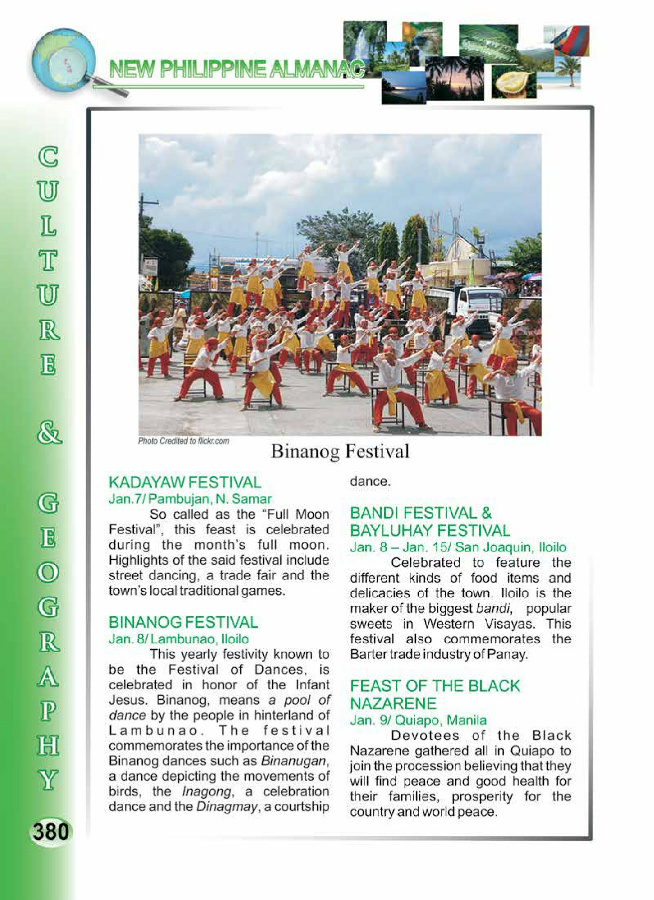 NEW PHILIPPINE ALMANAC
CULTURE & GEOGRAPHY
Photo Credited to flickr.com
Binanog Festival
KADAYAW FESTIVAL
Jan.7/ Pambujan, N. Samar
So called as the “Full Moon
Festival”, this feast is celebrated
during the month’s full moon.
Highlights of the said festival include
street dancing, a trade fair and the
town’s local traditional games.
BINANOG FESTIVAL
Jan. 8/ Lambunao, Iloilo
This yearly festivity known to
be the Festival of Dances, is
celebrated in honor of the Infant
Jesus. Binanog, means a pool of
dance by the people in hinterland of
Lambunao. The festival
commemorates the importance of the
Binanog dances such as Binanugan,
a dance depicting the movements of
birds, the Inagong, a celebration
dance and the Dinagmay, a courtship
dance.
BANDI FESTIVAL &
BAYLUHAY FESTIVAL
Jan. 8 – Jan. 15/ San Joaquin, Iloilo
Celebrated to feature the
different kinds of food items and
delicacies of the town. Iloilo is the
maker of the biggest bandi, popular
sweets in Western Visayas. This
festival also commemorates the
Barter trade industry of Panay.
FEAST OF THE BLACK
NAZARENE
Jan. 9/ Quiapo, Manila
Devotees of the Black
Nazarene gathered all in Quiapo to
join the procession believing that they
will find peace and good health for
their families, prosperity for the
country and world peace.
380